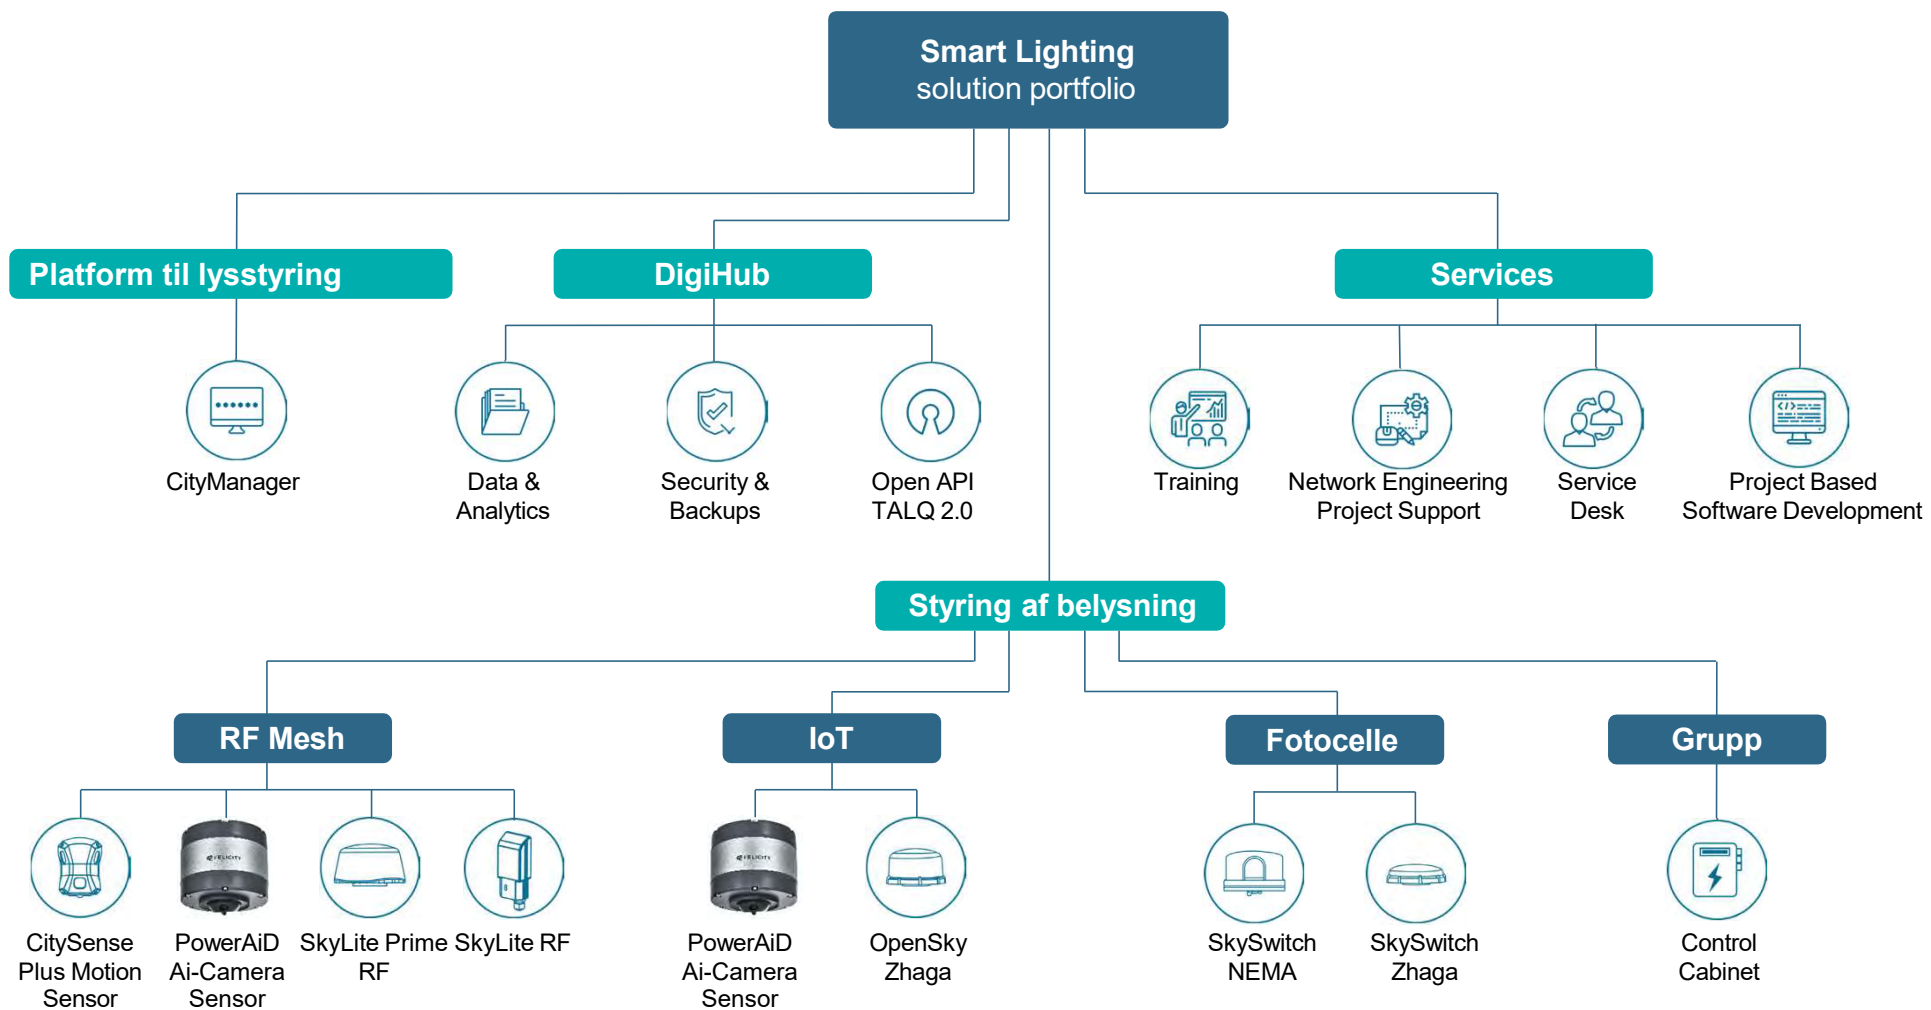 Smart Lighting
solution portfolio
Platform til lysstyring
DigiHub
Services
CityManager
Data &
Analytics
Security &
Backups
Open API
TALQ 2.0
Training
Network Engineering
Project Support
Service
Desk
Project Based
Software Development
Styring af belysning
RF Mesh
IoT
Fotocelle
Grupp
CitySense
Plus Motion
Sensor
PowerAiD
Ai-Camera
Sensor
SkyLite Prime
RF
SkyLite RF
PowerAiD
Ai-Camera
Sensor
OpenSky
Zhaga
SkySwitch
NEMA
SkySwitch
Zhaga
Control
Cabinet